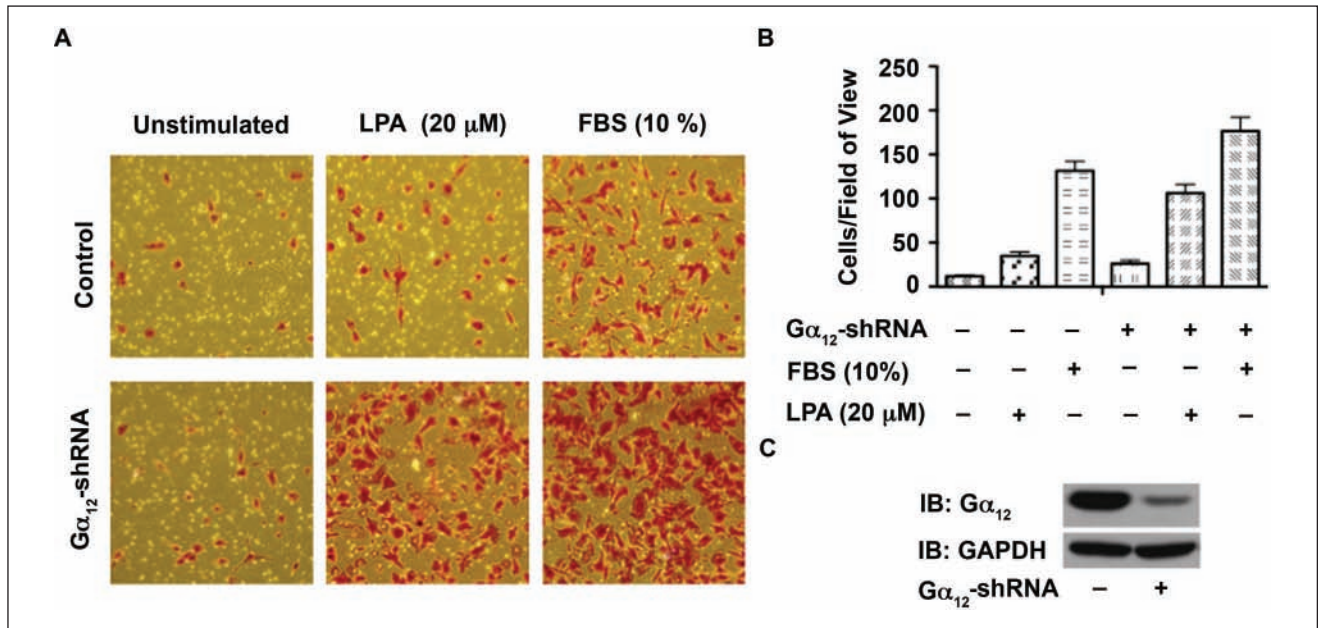 A
Unstimulated LPA (20 μM) FBS (10 %)
Control
Gα₁₂-shRNA
B
Cells/Field of View
250
200
150
100
50
0
Gα₁₂-shRNA – – – + + +
FBS (10%) – – + – – +
LPA (20 μM) – + – – + –
C
IB: Gα₁₂
IB: GAPDH
Gα₁₂-shRNA – +